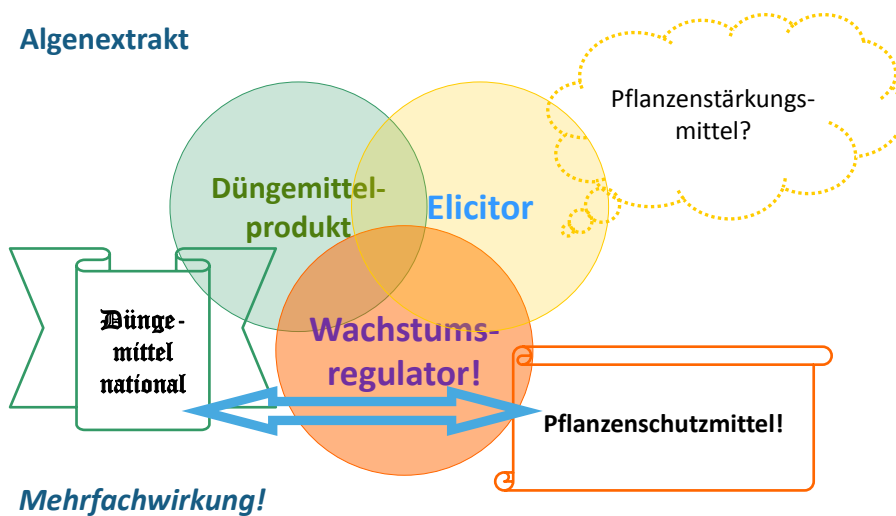 Algenextrakt
Pflanzenstärkungs-
mittel?
Düngemittel-
produkt
Elicitor
Dünge-
mittel
national
Wachstums-
regulator!
Pflanzenschutzmittel!
Mehrfachwirkung!